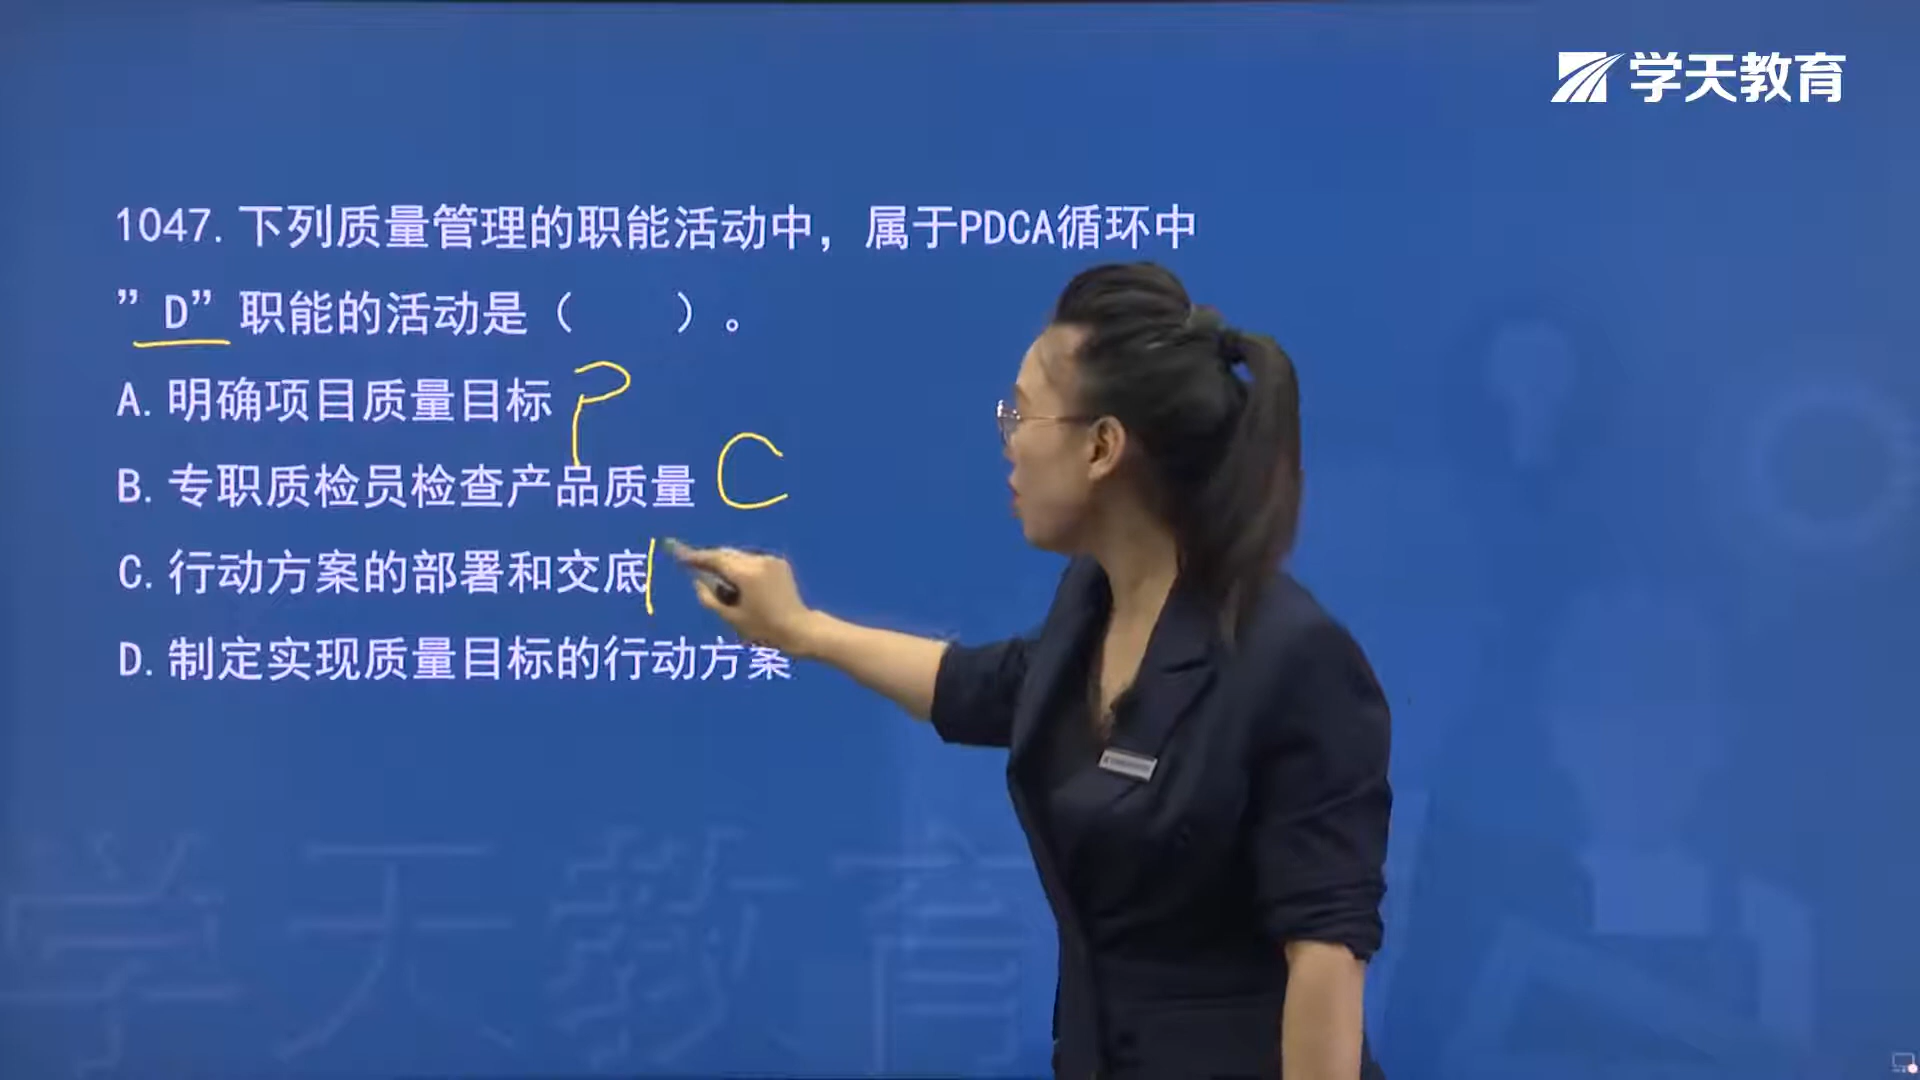 学天教育
1047.下列质量管理的职能活动中，属于PDCA循环中
”D”职能的活动是（　　）。
A.明确项目质量目标 P
B.专职质检员检查产品质量 C
C.行动方案的部署和交底
D.制定实现质量目标的行动方案
学天教育